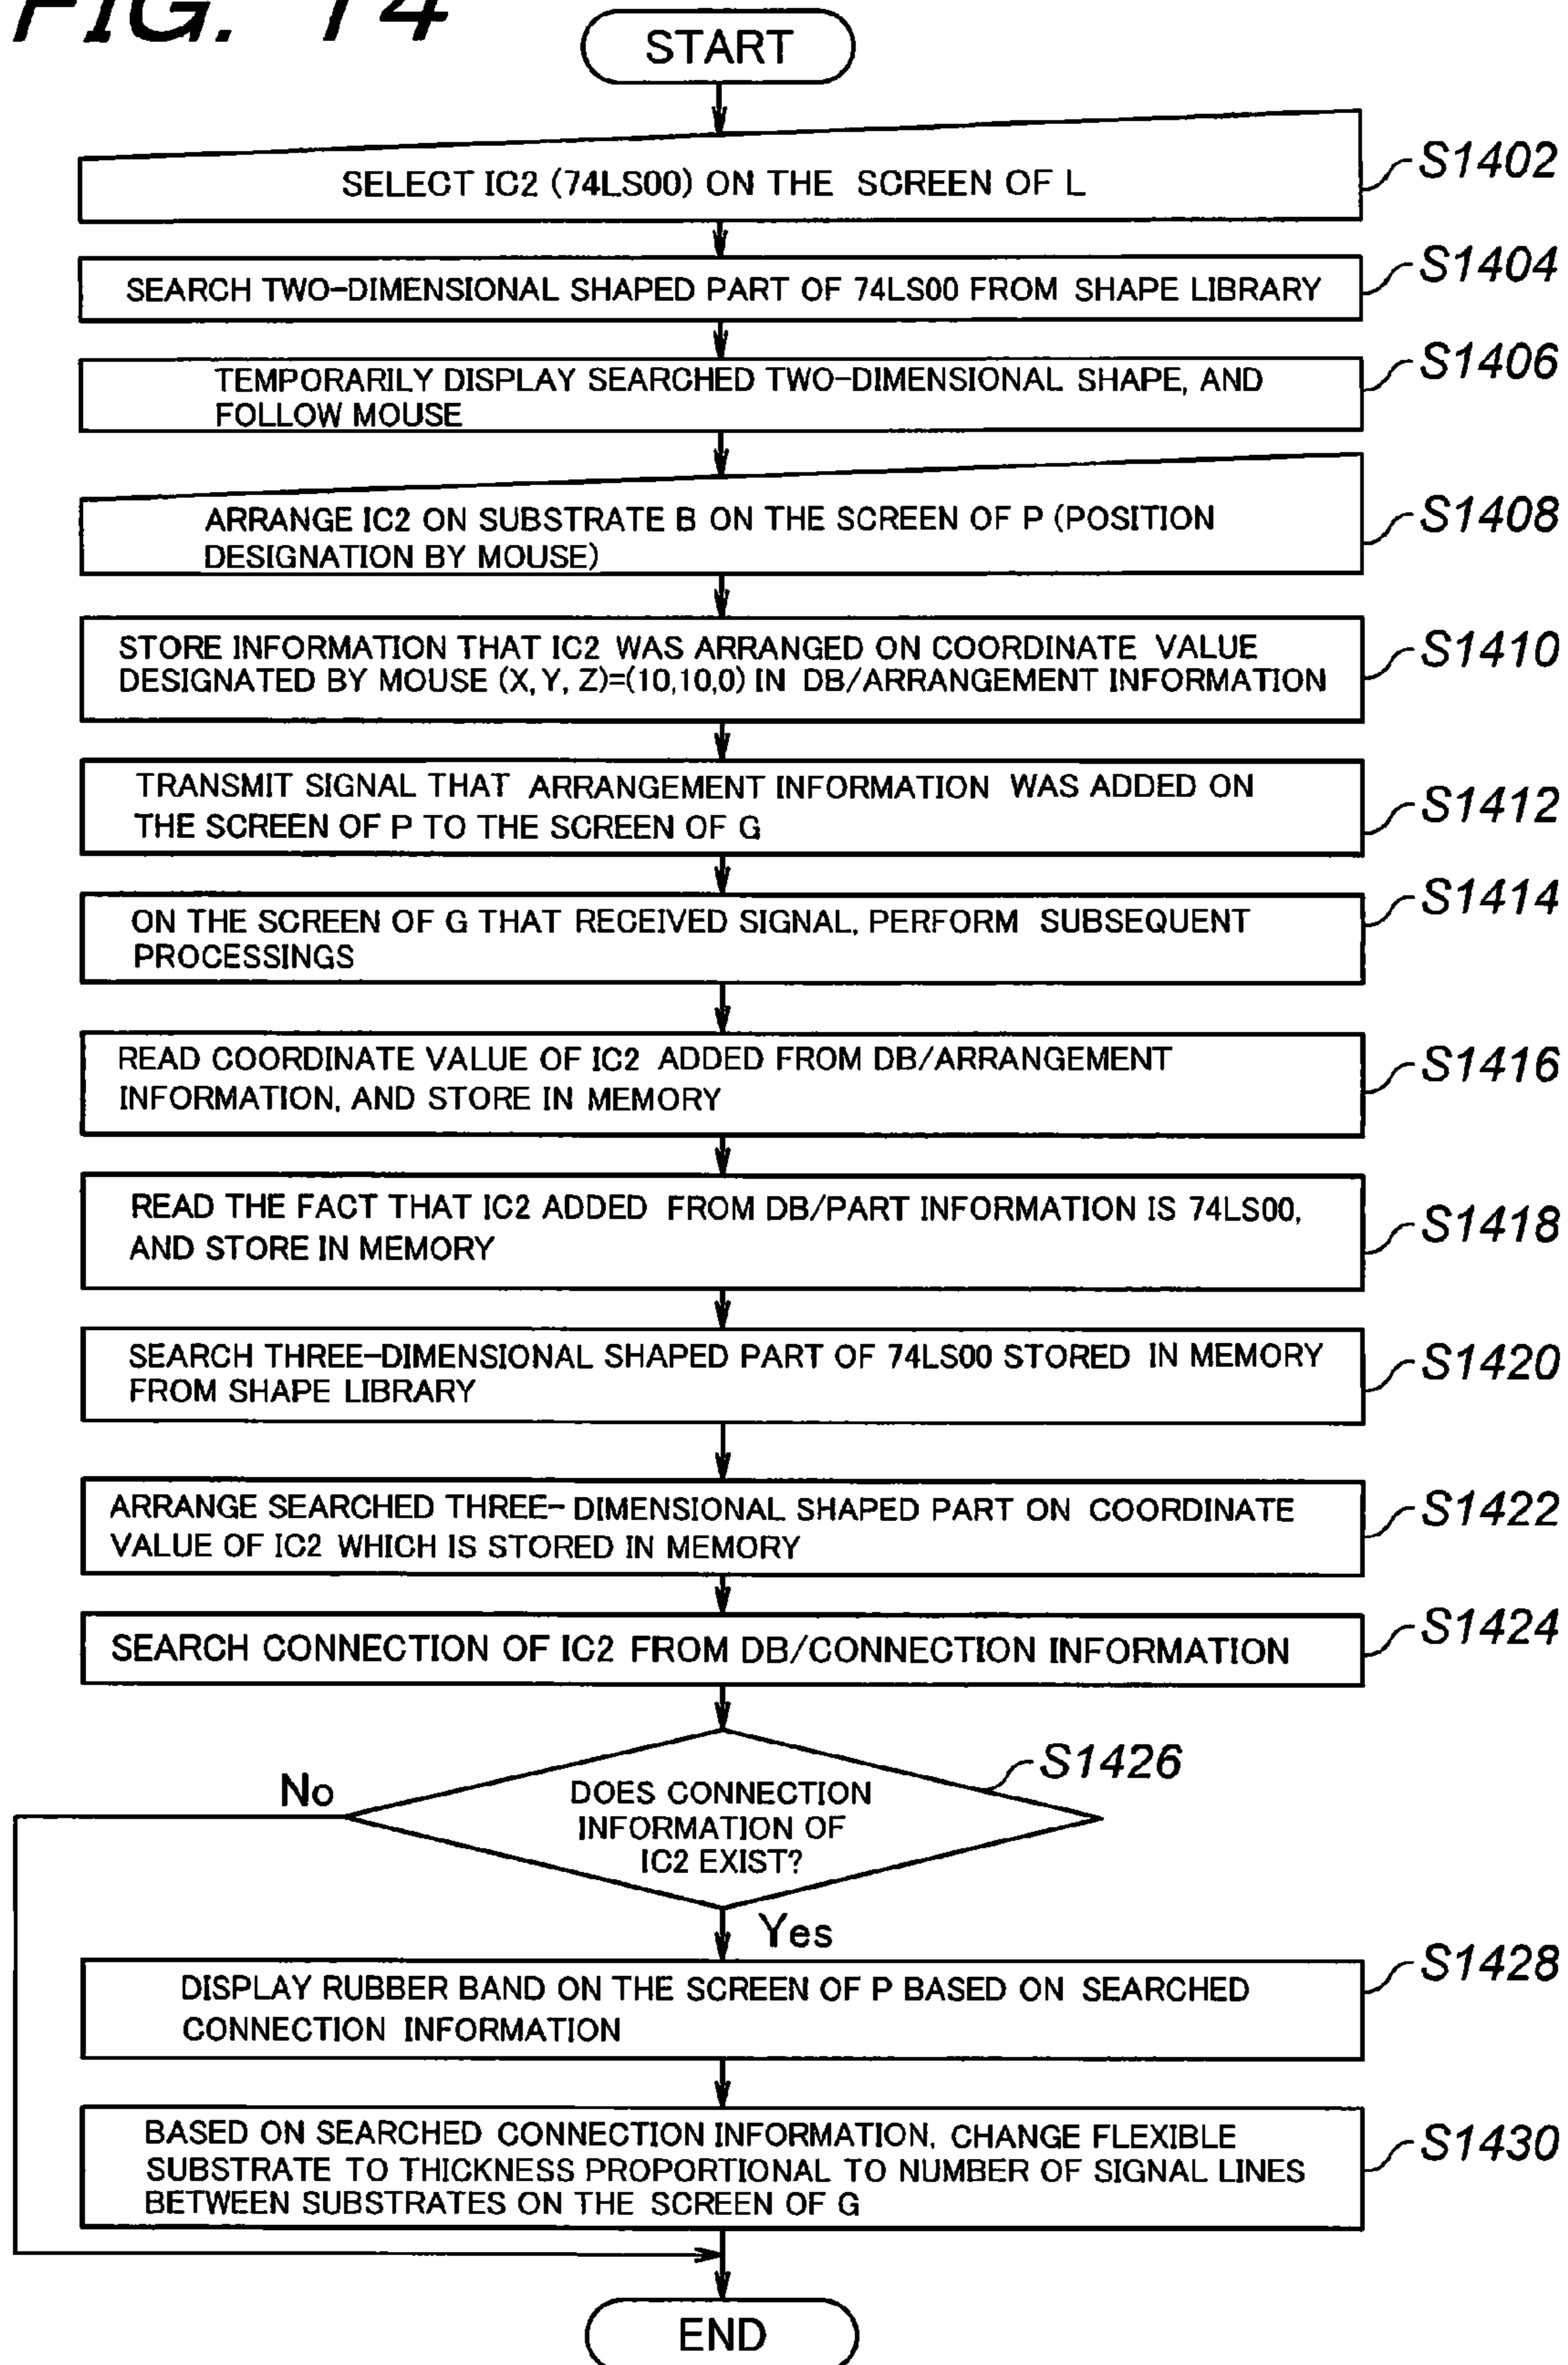 FIG. 14
START
SELECT IC2 (74LS00) ON THE SCREEN OF L
S1402
SEARCH TWO-DIMENSIONAL SHAPED PART OF 74LS00 FROM SHAPE LIBRARY
S1404
TEMPORARILY DISPLAY SEARCHED TWO-DIMENSIONAL SHAPE, AND
FOLLOW MOUSE
S1406
ARRANGE IC2 ON SUBSTRATE B ON THE SCREEN OF P (POSITION
DESIGNATION BY MOUSE)
S1408
STORE INFORMATION THAT IC2 WAS ARRANGED ON COORDINATE VALUE
DESIGNATED BY MOUSE (X, Y, Z)=(10,10,0) IN DB/ARRANGEMENT INFORMATION
S1410
TRANSMIT SIGNAL THAT ARRANGEMENT INFORMATION WAS ADDED ON
THE SCREEN OF P TO THE SCREEN OF G
S1412
ON THE SCREEN OF G THAT RECEIVED SIGNAL, PERFORM SUBSEQUENT
PROCESSINGS
S1414
READ COORDINATE VALUE OF IC2 ADDED FROM DB/ARRANGEMENT
INFORMATION, AND STORE IN MEMORY
S1416
READ THE FACT THAT IC2 ADDED FROM DB/PART INFORMATION IS 74LS00,
AND STORE IN MEMORY
S1418
SEARCH THREE-DIMENSIONAL SHAPED PART OF 74LS00 STORED IN MEMORY
FROM SHAPE LIBRARY
S1420
ARRANGE SEARCHED THREE-DIMENSIONAL SHAPED PART ON COORDINATE
VALUE OF IC2 WHICH IS STORED IN MEMORY
S1422
SEARCH CONNECTION OF IC2 FROM DB/CONNECTION INFORMATION
S1424
DOES CONNECTION
INFORMATION OF
IC2 EXIST?
S1426
No
Yes
DISPLAY RUBBER BAND ON THE SCREEN OF P BASED ON SEARCHED
CONNECTION INFORMATION
S1428
BASED ON SEARCHED CONNECTION INFORMATION, CHANGE FLEXIBLE
SUBSTRATE TO THICKNESS PROPORTIONAL TO NUMBER OF SIGNAL LINES
BETWEEN SUBSTRATES ON THE SCREEN OF G
S1430
END